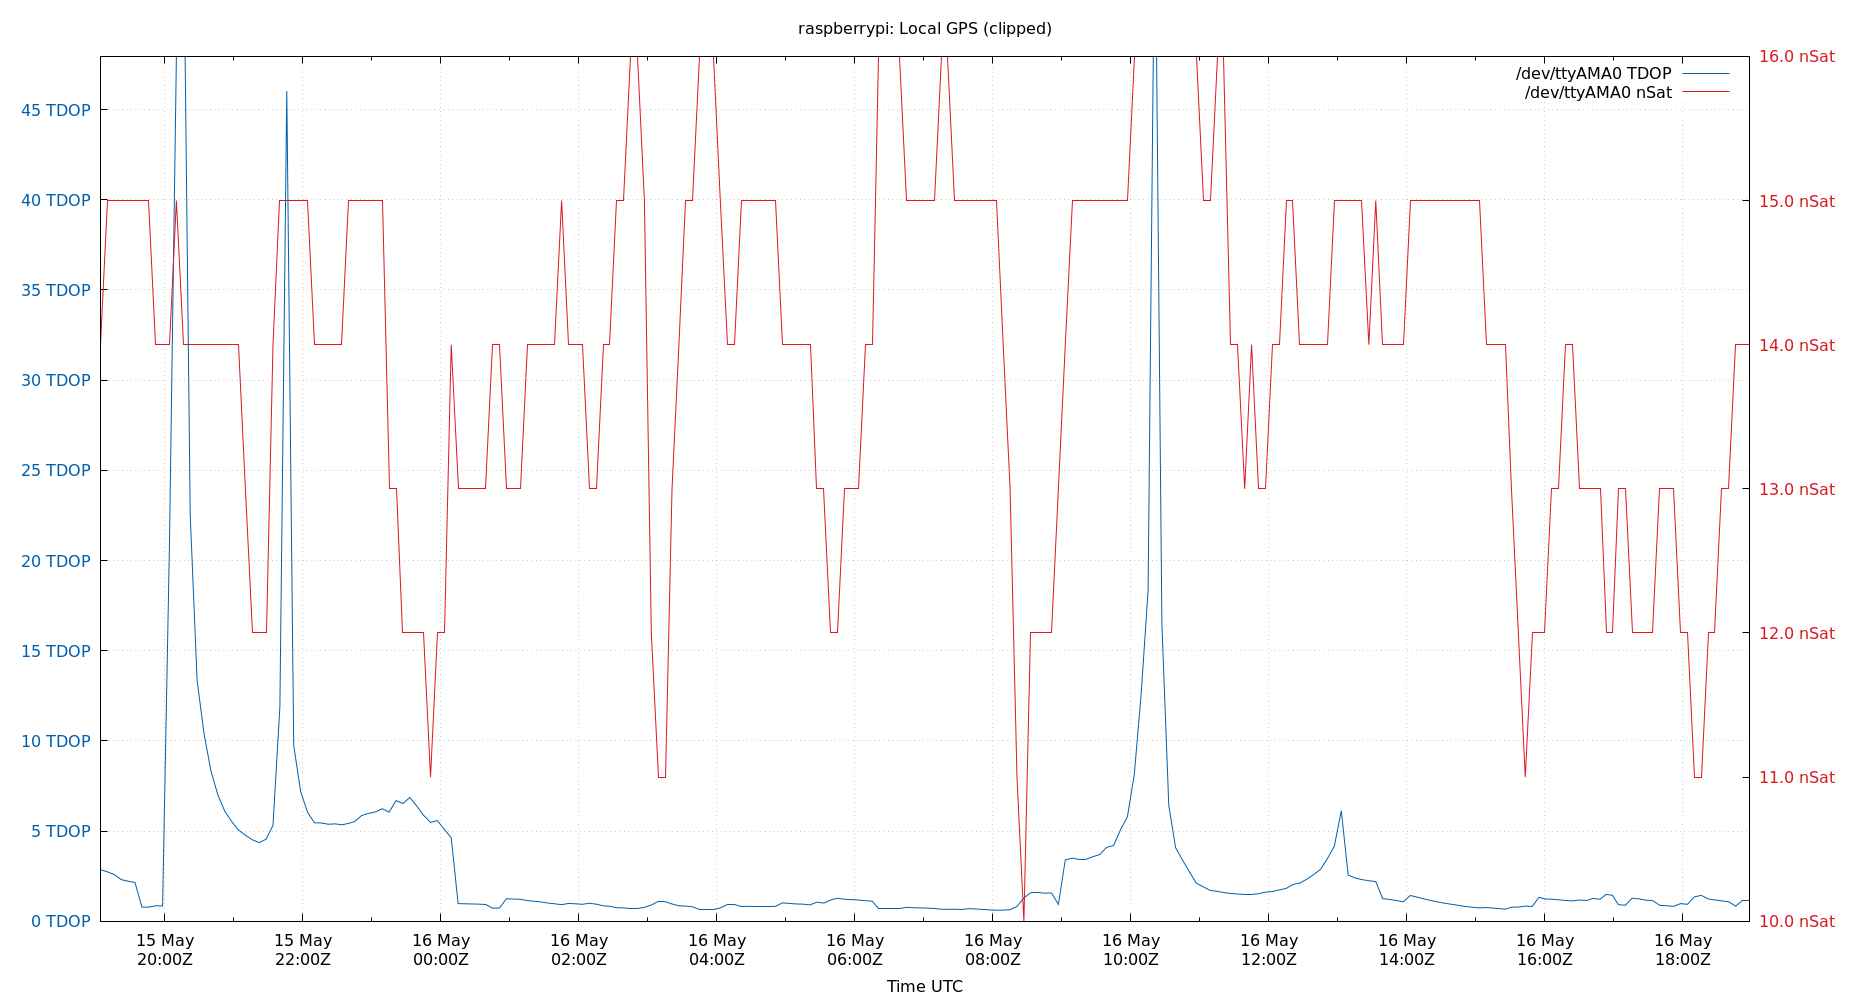 raspberrypi: Local GPS (clipped)
/dev/ttyAMA0 TDOP
/dev/ttyAMA0 nSat
45 TDOP
40 TDOP
35 TDOP
30 TDOP
25 TDOP
20 TDOP
15 TDOP
10 TDOP
5 TDOP
0 TDOP
16.0 nSat
15.0 nSat
14.0 nSat
13.0 nSat
12.0 nSat
11.0 nSat
10.0 nSat
15 May
20:00Z
15 May
22:00Z
16 May
00:00Z
16 May
02:00Z
16 May
04:00Z
16 May
06:00Z
16 May
08:00Z
16 May
10:00Z
16 May
12:00Z
16 May
14:00Z
16 May
16:00Z
16 May
18:00Z
Time UTC